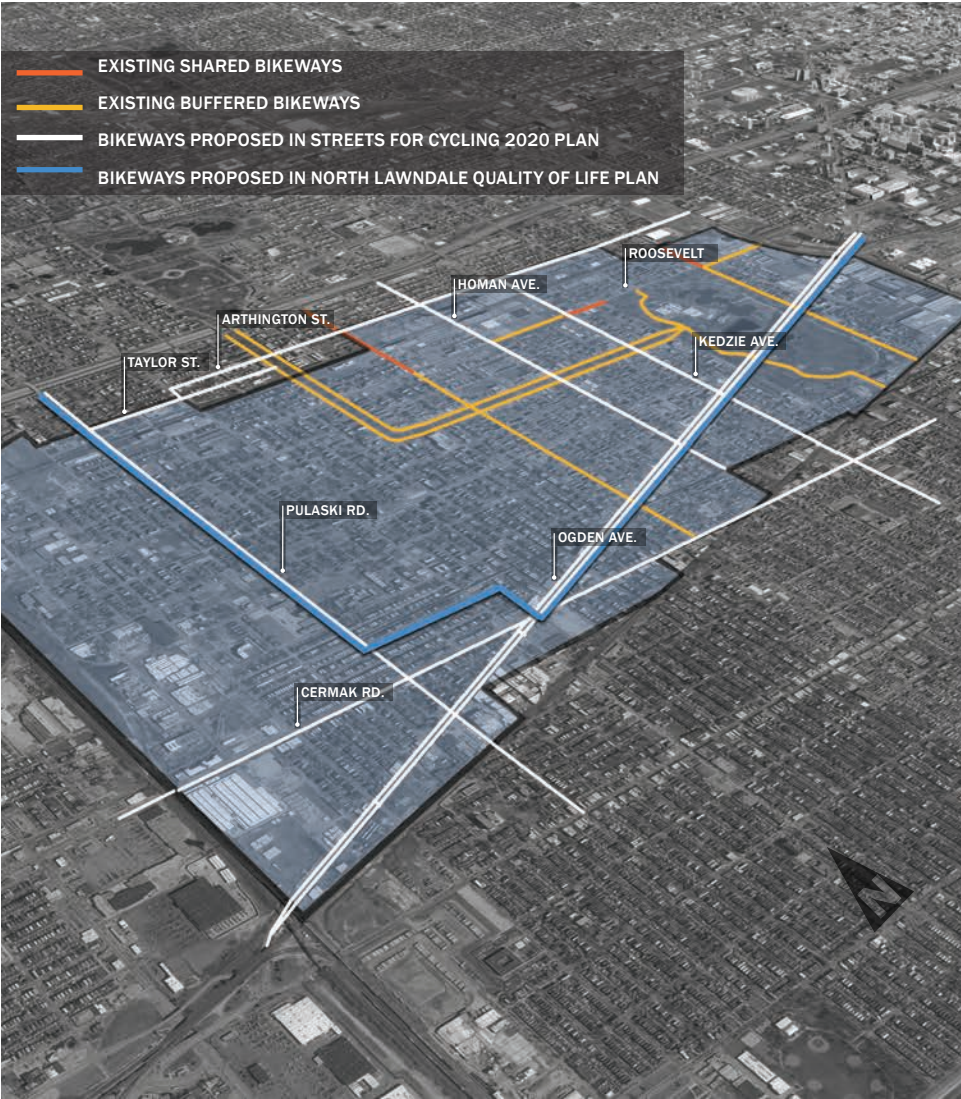 EXISTING SHARED BIKEWAYS
EXISTING BUFFERED BIKEWAYS
BIKEWAYS PROPOSED IN STREETS FOR CYCLING 2020 PLAN
BIKEWAYS PROPOSED IN NORTH LAWNDALE QUALITY OF LIFE PLAN
ROOSEVELT
HOMAN AVE.
ARTHINGTON ST.
KEDZIE AVE.
TAYLOR ST.
PULASKI RD.
OGDEN AVE.
CERMAK RD.
N